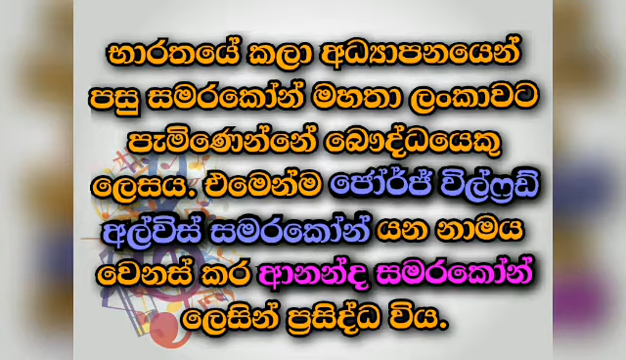 භාරතයේ කලා අධ්‍යාපනයෙන්
පසු සමරකෝන් මහතා ලංකාවට
පැමිණෙන්නේ බෞද්ධයෙකු
ලෙසය. එමෙන්ම ජෝර්ජ් විල්ෆ්‍රඩ්
අල්විස් සමරකෝන් යන නාමය
වෙනස් කර ආනන්ද සමරකෝන්
ලෙසින් ප්‍රසිද්ධ විය.